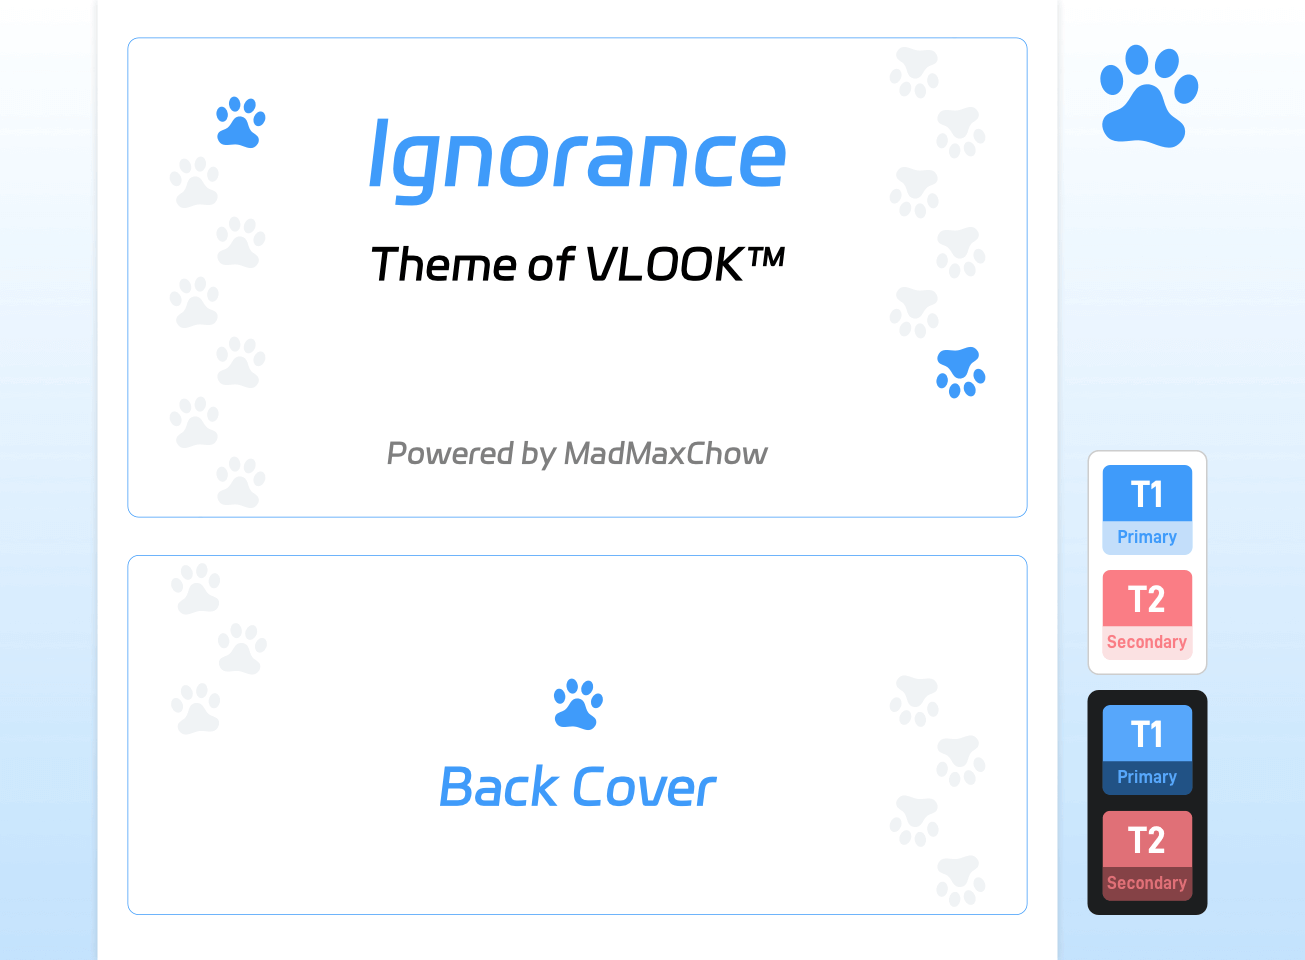 Ignorance
Theme of VLOOK™
Powered by MadMaxChow
Back Cover
T1
Primary
T2
Secondary
T1
Primary
T2
Secondary